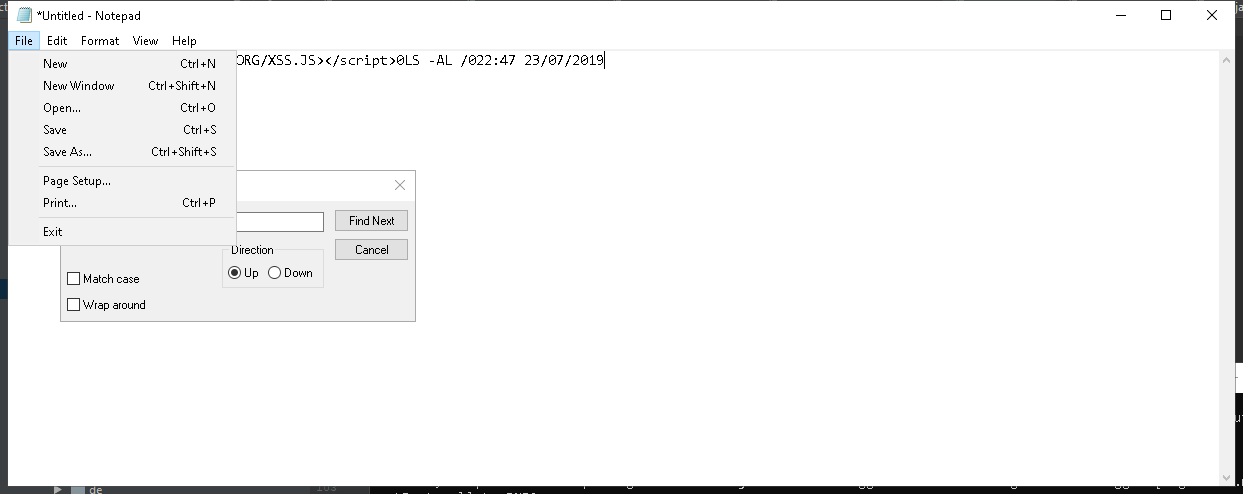 *Untitled - Notepad
File Edit Format View Help
ORG/XSS.JS></script>0LS -AL /022:47 23/07/2019
New Ctrl+N
New Window Ctrl+Shift+N
Open... Ctrl+O
Save Ctrl+S
Save As... Ctrl+Shift+S
Page Setup...
Print... Ctrl+P
Exit
Find Next
Cancel
Direction
Up Down
Match case
Wrap around
de